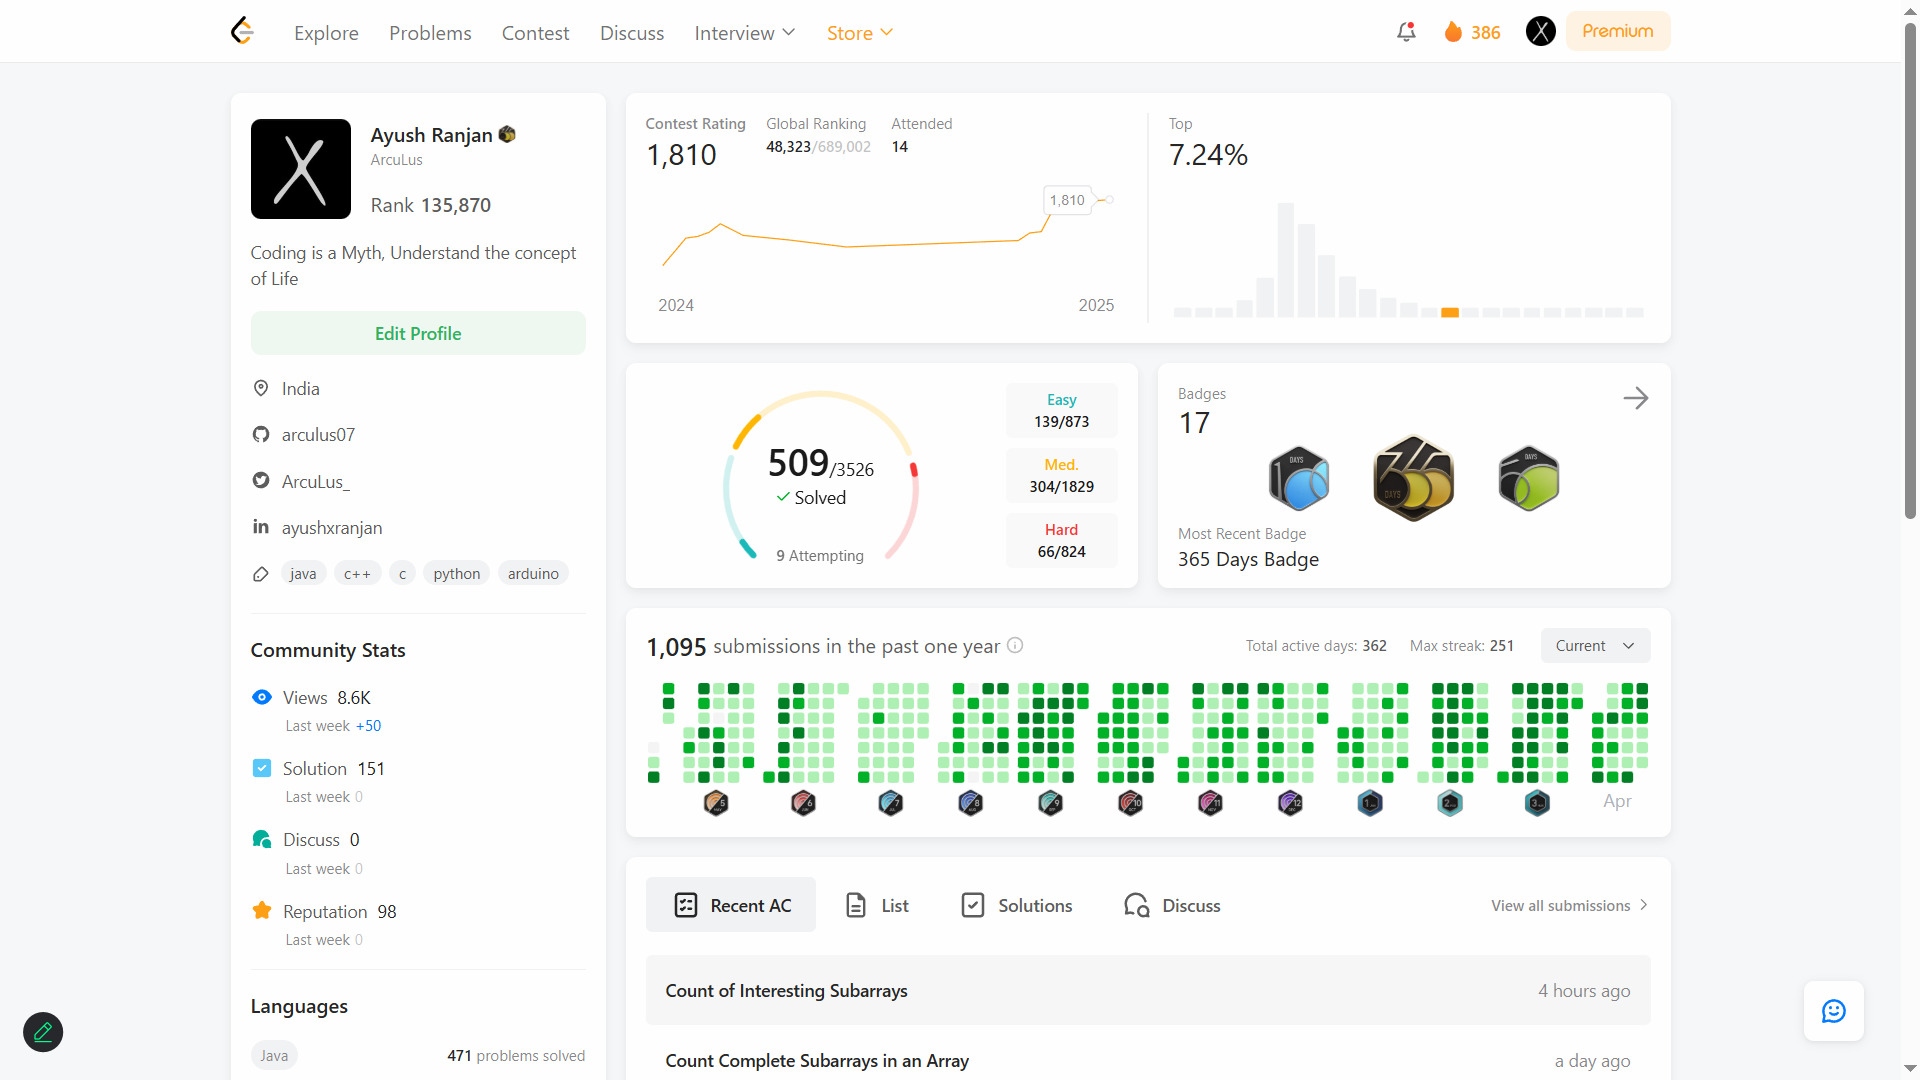 Explore Problems Contest Discuss Interview Store 386 Premium
Ayush Ranjan
ArcuLus
Rank 135,870
Coding is a Myth, Understand the concept
of Life
Edit Profile
India
arculus07
ArcuLus_
ayushxranjan
java c++ c python arduino
Community Stats
Views 8.6K
Last week +50
Solution 151
Last week 0
Discuss 0
Last week 0
Reputation 98
Last week 0
Languages
Java 471 problems solved
Contest Rating
1,810
Global Ranking
48,323/689,002
Attended
14
1,810
2024 2025
Top
7.24%
509/3526
Solved
9 Attempting
Easy
139/873
Med.
304/1829
Hard
66/824
Badges
17
Most Recent Badge
365 Days Badge
1,095 submissions in the past one year Total active days: 362 Max streak: 251 Current
Apr
Recent AC List Solutions Discuss View all submissions
Count of Interesting Subarrays 4 hours ago
Count Complete Subarrays in an Array a day ago